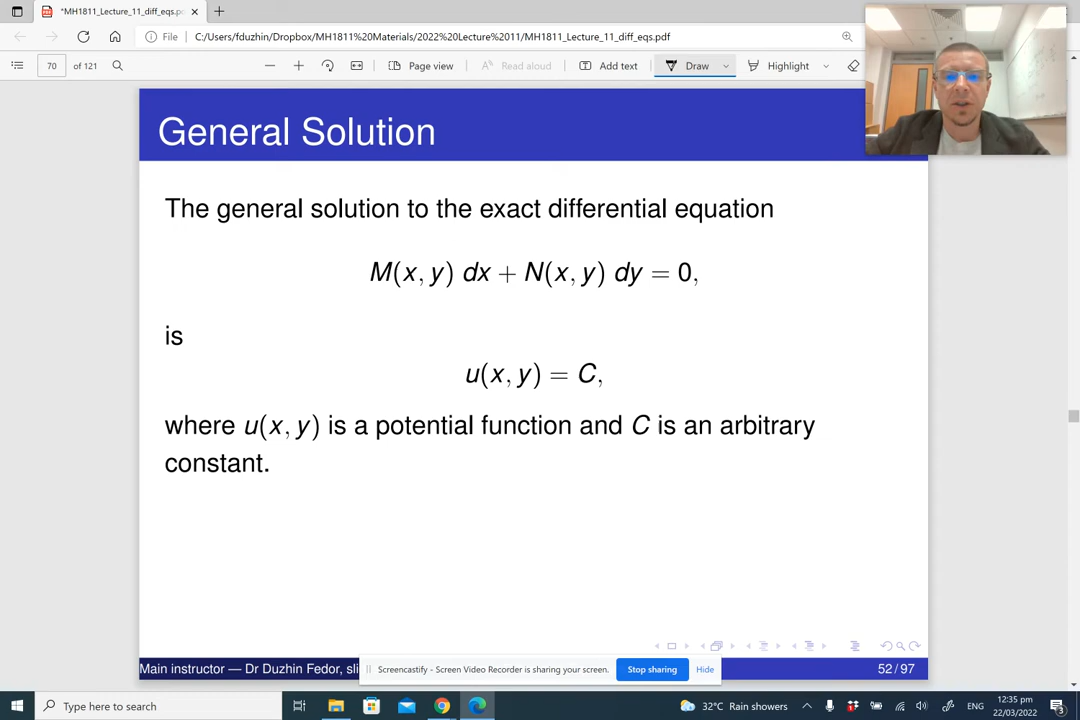 *MH1811_Lecture_11_diff_eqs.pd
File
C:/Users/fduzhin/Dropbox/MH1811%20Materials/2022%20Lecture%2011/MH1811_Lecture_11_diff_eqs.pdf
70 of 121
Page view
Read aloud
Add text
Draw
Highlight
General Solution
The general solution to the exact differential equation
M(x, y) dx + N(x, y) dy = 0,
is
u(x, y) = C,
where u(x, y) is a potential function and C is an arbitrary
constant.
Main instructor — Dr Duzhin Fedor, sli
Screencastify - Screen Video Recorder is sharing your screen.
Stop sharing
Hide
52 / 97
Type here to search
32°C Rain showers
ENG
12:35 pm
22/03/2022
3